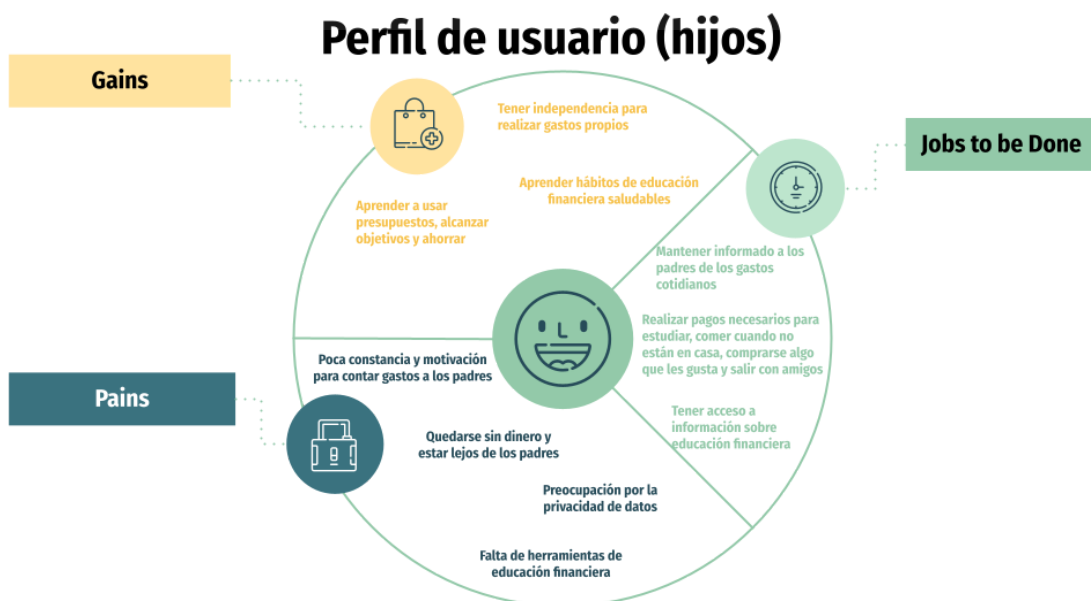 Perfil de usuario (hijos)
Gains
Tener independencia para
realizar gastos propios
Aprender hábitos de educación
financiera saludables
Aprender a usar
presupuestos, alcanzar
objetivos y ahorrar
Jobs to be Done
Mantener informado a los
padres de los gastos
cotidianos
Realizar pagos necesarios para
estudiar, comer cuando no
están en casa, comprarse algo
que les gusta y salir con amigos
Tener acceso a
información sobre
educación financiera
Pains
Poca constancia y motivación
para contar gastos a los padres
Quedarse sin dinero y
estar lejos de los padres
Preocupación por la
privacidad de datos
Falta de herramientas de
educación financiera